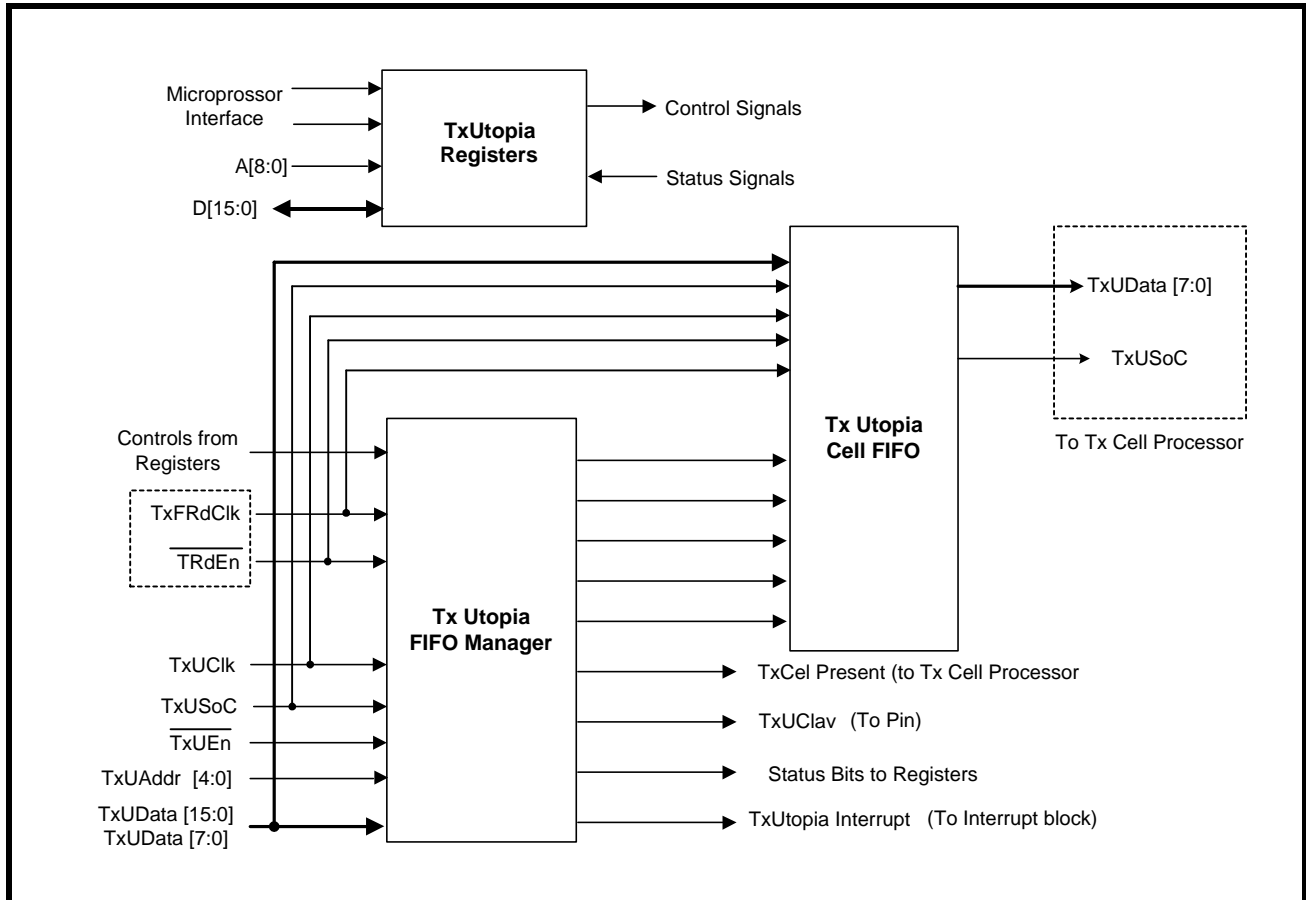 Microprossor
Interface
A[8:0]
D[15:0]
TxUtopia
Registers
Control Signals
Status Signals
TxUData [7:0]
TxUSoC
To Tx Cell Processor
Tx Utopia
Cell FIFO
Controls from
Registers
TxFRdClk
TRdEn
TxUClk
TxUSoC
TxUEn
TxUAddr [4:0]
TxUData [15:0]
TxUData [7:0]
Tx Utopia
FIFO Manager
TxCel Present (to Tx Cell Processor
TxUClav (To Pin)
Status Bits to Registers
TxUtopia Interrupt (To Interrupt block)